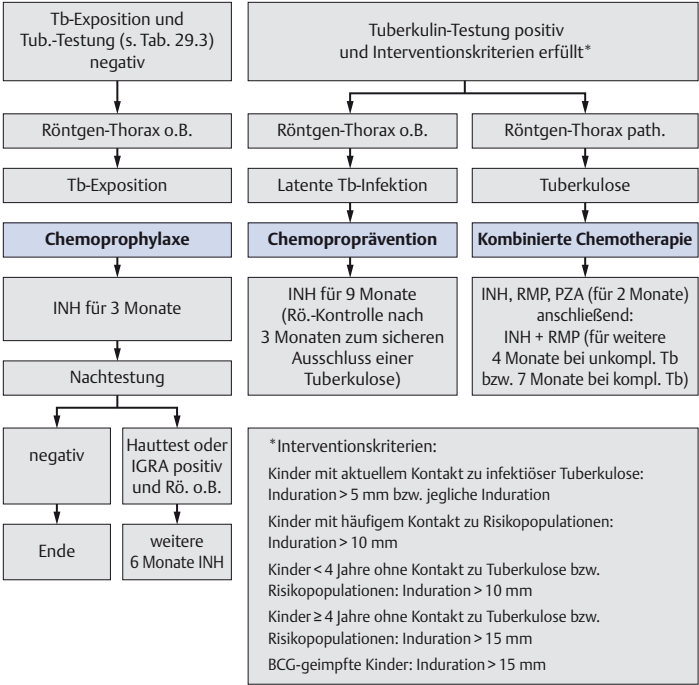 Tb-Exposition und
Tub.-Testung (s. Tab. 29.3)
negativ
Röntgen-Thorax o.B.
Tb-Exposition
Chemoprophylaxe
INH für 3 Monate
Nachtestung
negativ
Ende
Hauttest oder
IGRA positiv
und Rö. o.B.
weitere
6 Monate INH
Tuberkulin-Testung positiv
und Interventionskriterien erfüllt*
Röntgen-Thorax o.B.
Latente Tb-Infektion
Chemoproprävention
INH für 9 Monate
(Rö.-Kontrolle nach
3 Monaten zum sicheren
Ausschluss einer
Tuberkulose)
Röntgen-Thorax path.
Tuberkulose
Kombinierte Chemotherapie
INH, RMP, PZA (für 2 Monate)
anschließend:
INH + RMP (für weitere
4 Monate bei unkompl. Tb
bzw. 7 Monate bei kompl. Tb)
*Interventionskriterien:
Kinder mit aktuellem Kontakt zu infektiöser Tuberkulose:
Induration > 5 mm bzw. jegliche Induration
Kinder mit häufigem Kontakt zu Risikopopulationen:
Induration > 10 mm
Kinder < 4 Jahre ohne Kontakt zu Tuberkulose bzw.
Risikopopulationen: Induration > 10 mm
Kinder ≥ 4 Jahre ohne Kontakt zu Tuberkulose bzw.
Risikopopulationen: Induration > 15 mm
BCG-geimpfte Kinder: Induration > 15 mm